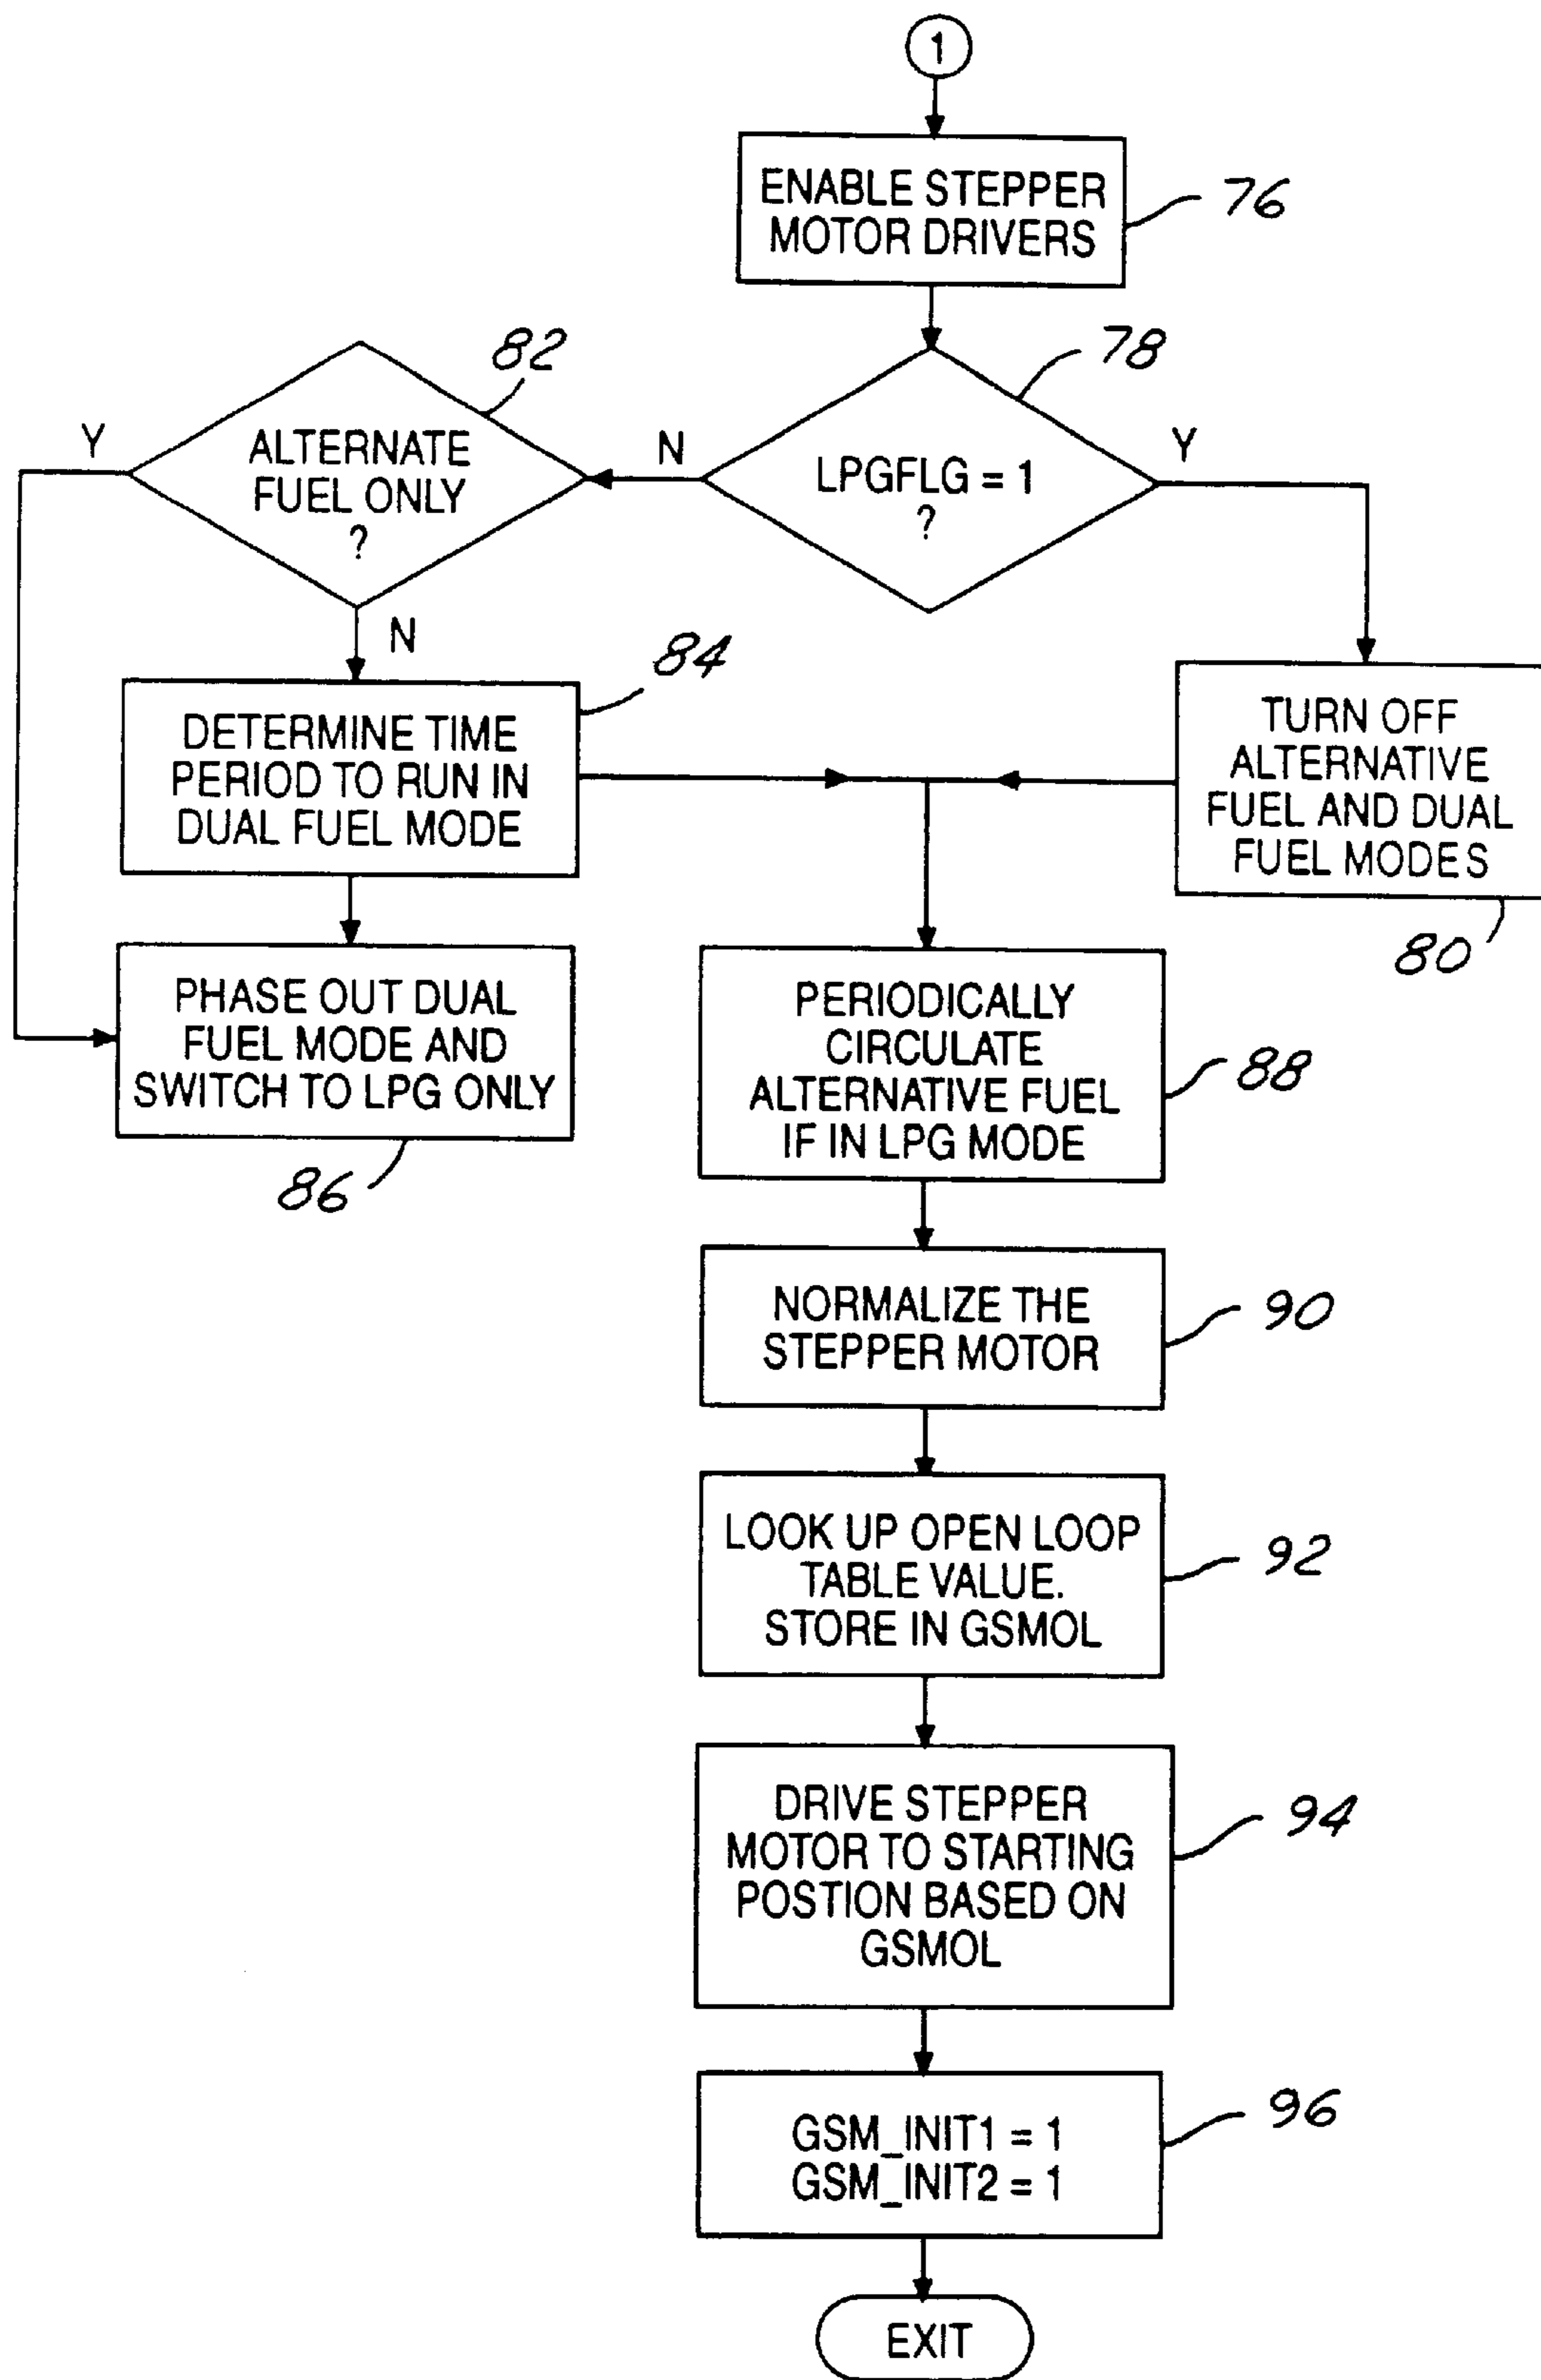 1
ENABLE STEPPER
MOTOR DRIVERS
76
78
LPGFLG = 1
?
N
Y
82
ALTERNATE
FUEL ONLY
?
Y
N
84
DETERMINE TIME
PERIOD TO RUN IN
DUAL FUEL MODE
TURN OFF
ALTERNATIVE
FUEL AND DUAL
FUEL MODES
80
PHASE OUT DUAL
FUEL MODE AND
SWITCH TO LPG ONLY
86
PERIODICALLY
CIRCULATE
ALTERNATIVE FUEL
IF IN LPG MODE
88
NORMALIZE THE
STEPPER MOTOR
90
LOOK UP OPEN LOOP
TABLE VALUE.
STORE IN GSMOL
92
DRIVE STEPPER
MOTOR TO STARTING
POSTION BASED ON
GSMOL
94
GSM_INIT1 = 1
GSM_INIT2 = 1
96
EXIT